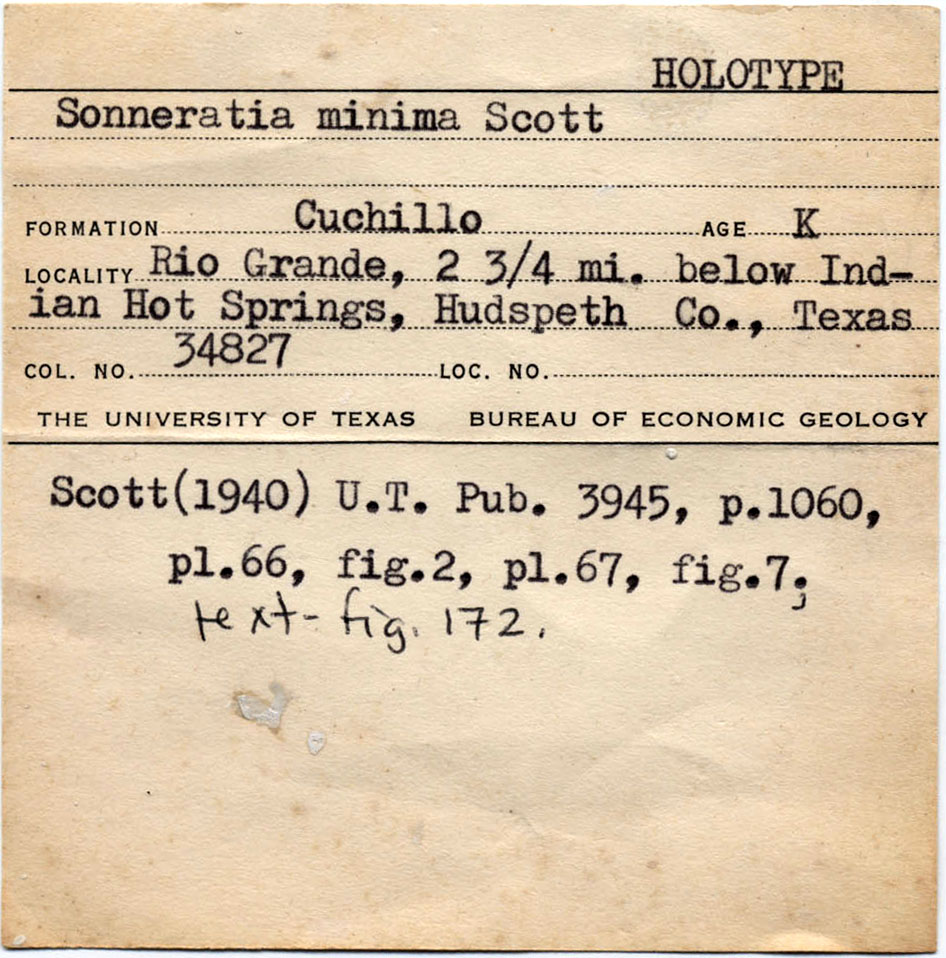 HOLOTYPE
Sonneratia minima Scott
FORMATION Cuchillo AGE K
LOCALITY Rio Grande, 2 3/4 mi. below Ind-
ian Hot Springs, Hudspeth Co., Texas
COL. NO. 34827 LOC. NO.
THE UNIVERSITY OF TEXAS BUREAU OF ECONOMIC GEOLOGY
Scott(1940) U.T. Pub. 3945, p.1060,
pl.66, fig.2, pl.67, fig.7;
text-fig. 172.